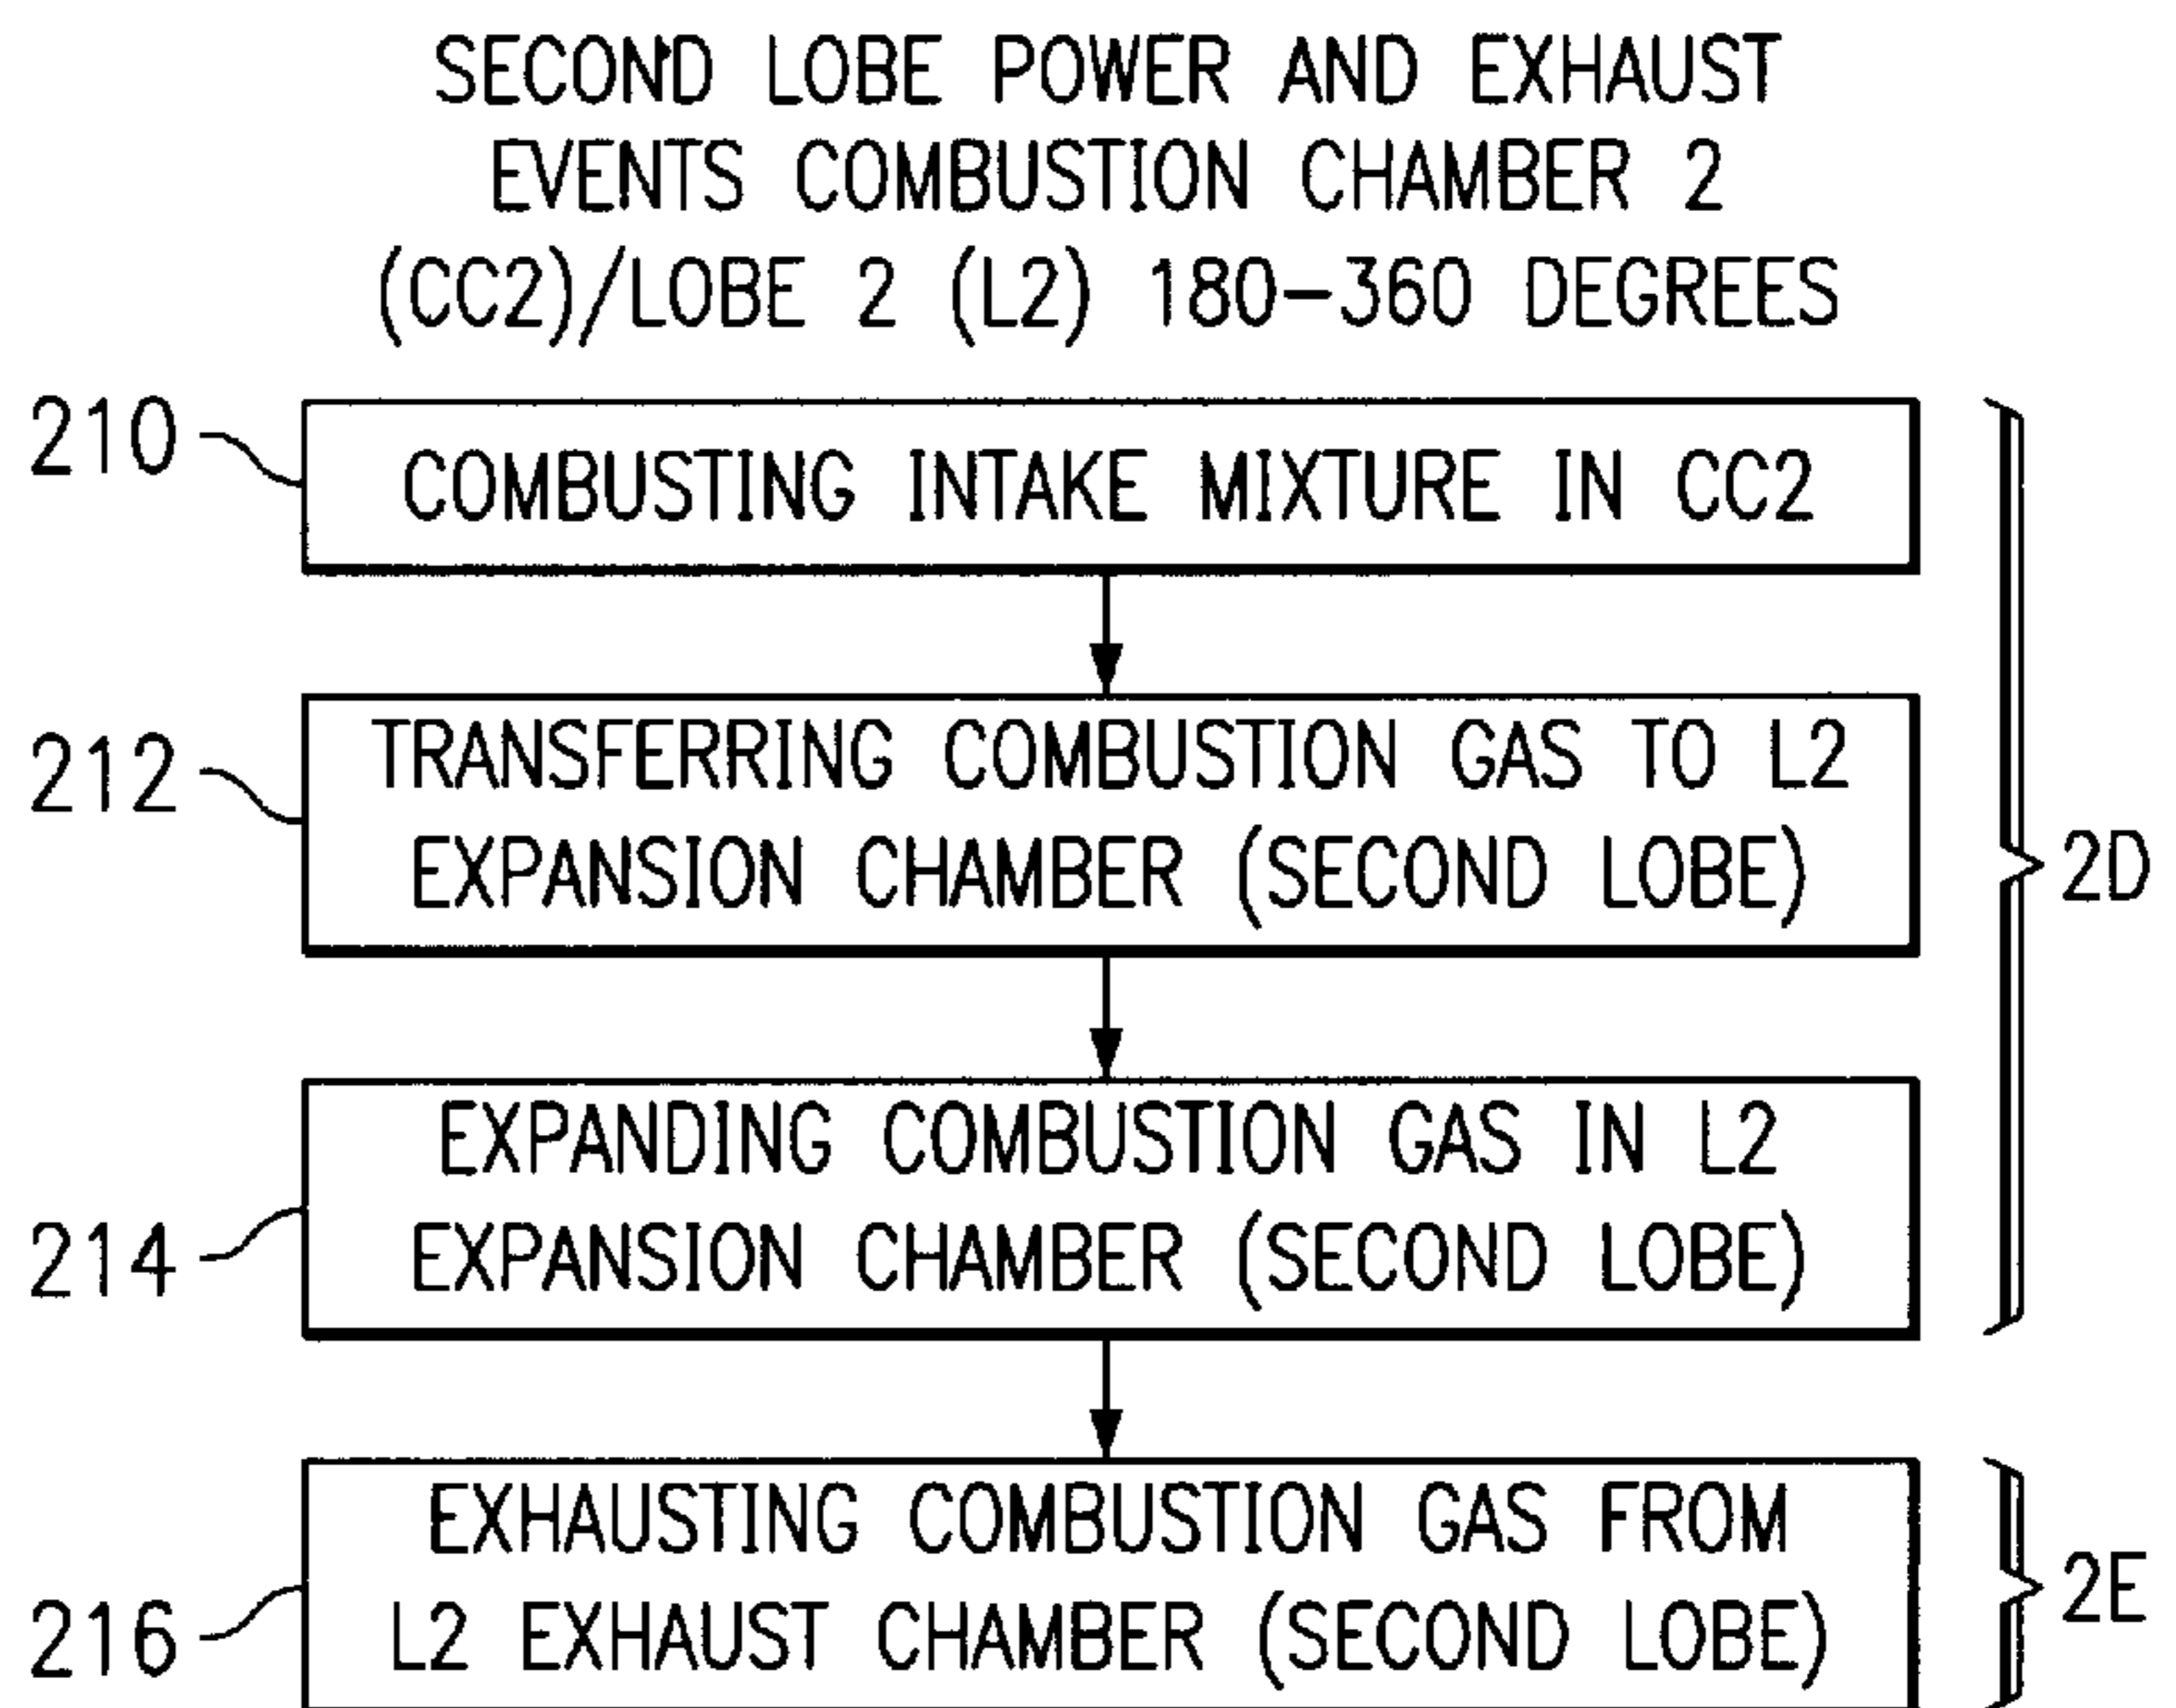 SECOND LOBE POWER AND EXHAUST
EVENTS COMBUSTION CHAMBER 2
(CC2)/LOBE 2 (L2) 180-360 DEGREES
210
COMBUSTING INTAKE MIXTURE IN CC2
212
TRANSFERRING COMBUSTION GAS TO L2
EXPANSION CHAMBER (SECOND LOBE)
2D
214
EXPANDING COMBUSTION GAS IN L2
EXPANSION CHAMBER (SECOND LOBE)
216
EXHAUSTING COMBUSTION GAS FROM
L2 EXHAUST CHAMBER (SECOND LOBE)
2E